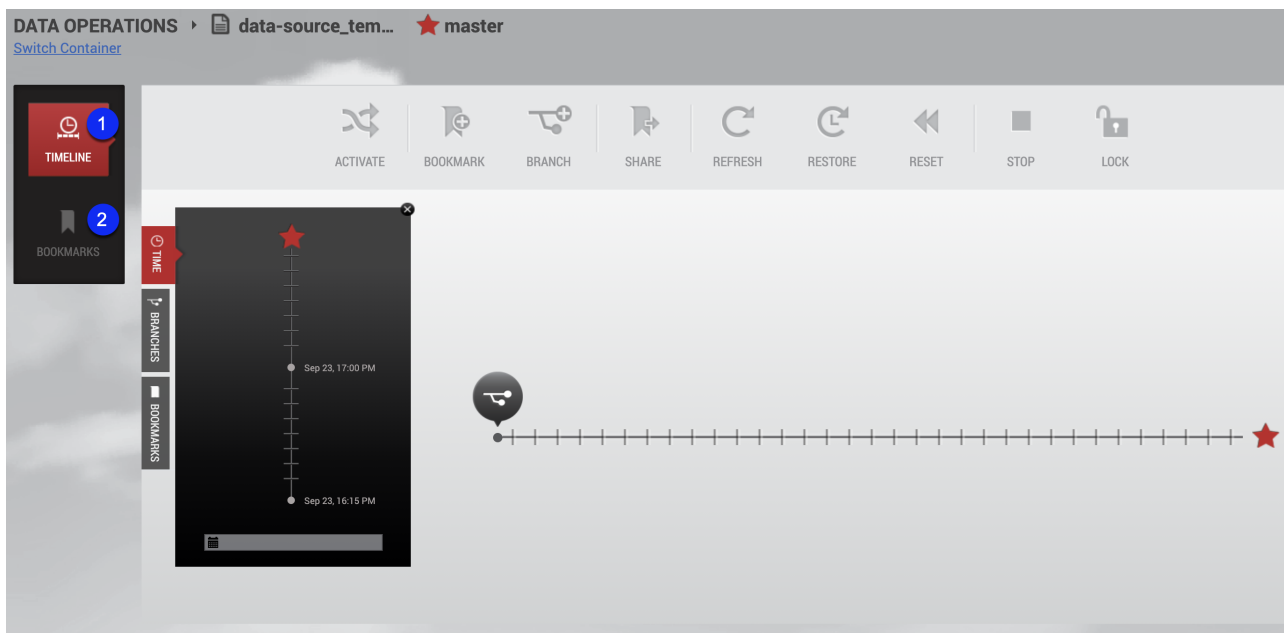 DATA OPERATIONS data-source_tem... master
Switch Container
1
TIMELINE
2
BOOKMARKS
ACTIVATE BOOKMARK BRANCH SHARE REFRESH RESTORE RESET STOP LOCK
TIME
BRANCHES
BOOKMARKS
Sep 23, 17:00 PM
Sep 23, 16:15 PM